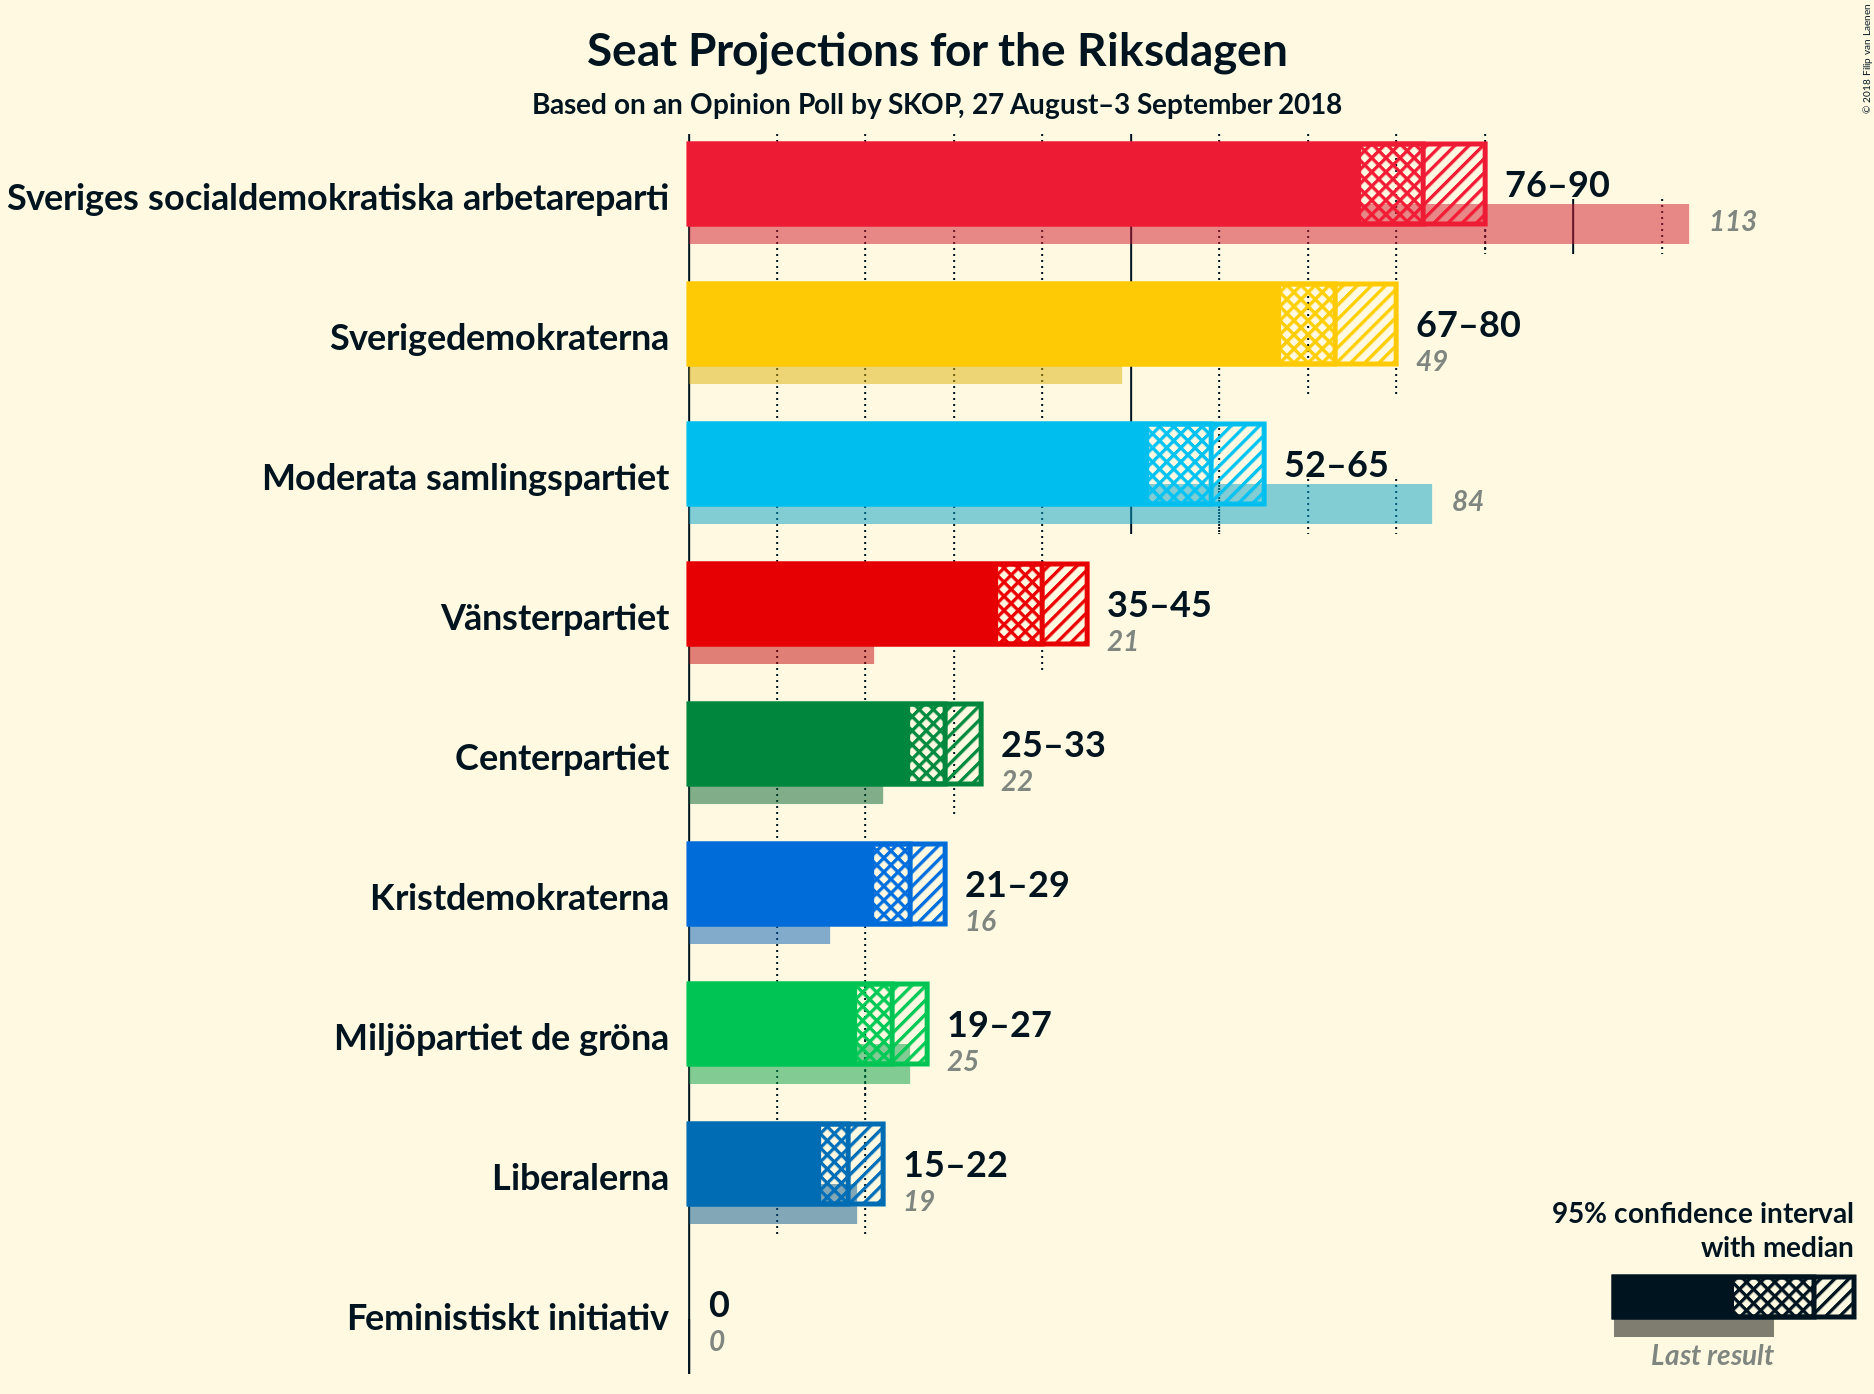 Seat Projections for the Riksdagen
Based on an Opinion Poll by SKOP, 27 August–3 September 2018
© 2018 Filip van Laenen
Sveriges socialdemokratiska arbetareparti
76–90
113
Sverigedemokraterna
67–80
49
Moderata samlingspartiet
52–65
84
Vänsterpartiet
35–45
21
Centerpartiet
25–33
22
Kristdemokraterna
21–29
16
Miljöpartiet de gröna
19–27
25
Liberalerna
15–22
19
Feministiskt initiativ
0
0
95% confidence interval
with median
Last result